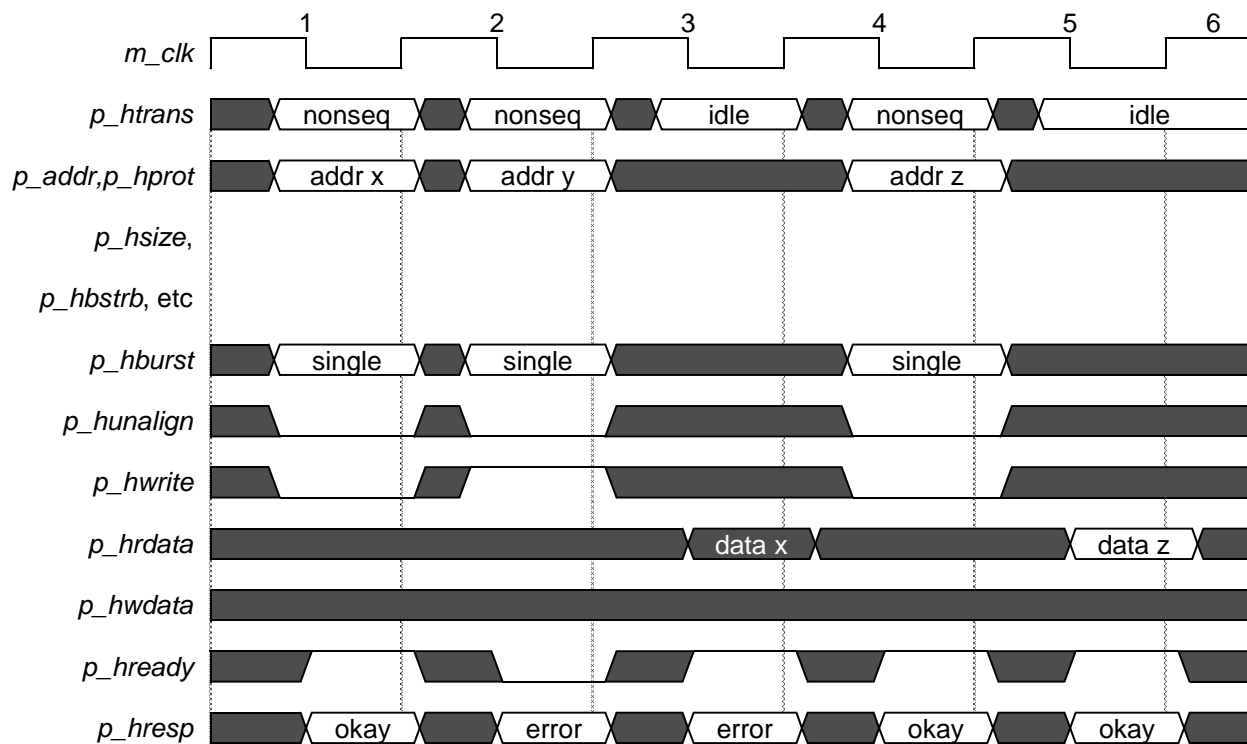 1 2 3 4 5 6
m_clk
p_htrans nonseq nonseq idle nonseq idle
p_addr,p_hprot addr x addr y addr z
p_hsize,
p_hbstrb, etc
p_hburst single single single
p_hunalign
p_hwrite
p_hrdata data x data z
p_hwdata
p_hready
p_hresp okay error error okay okay